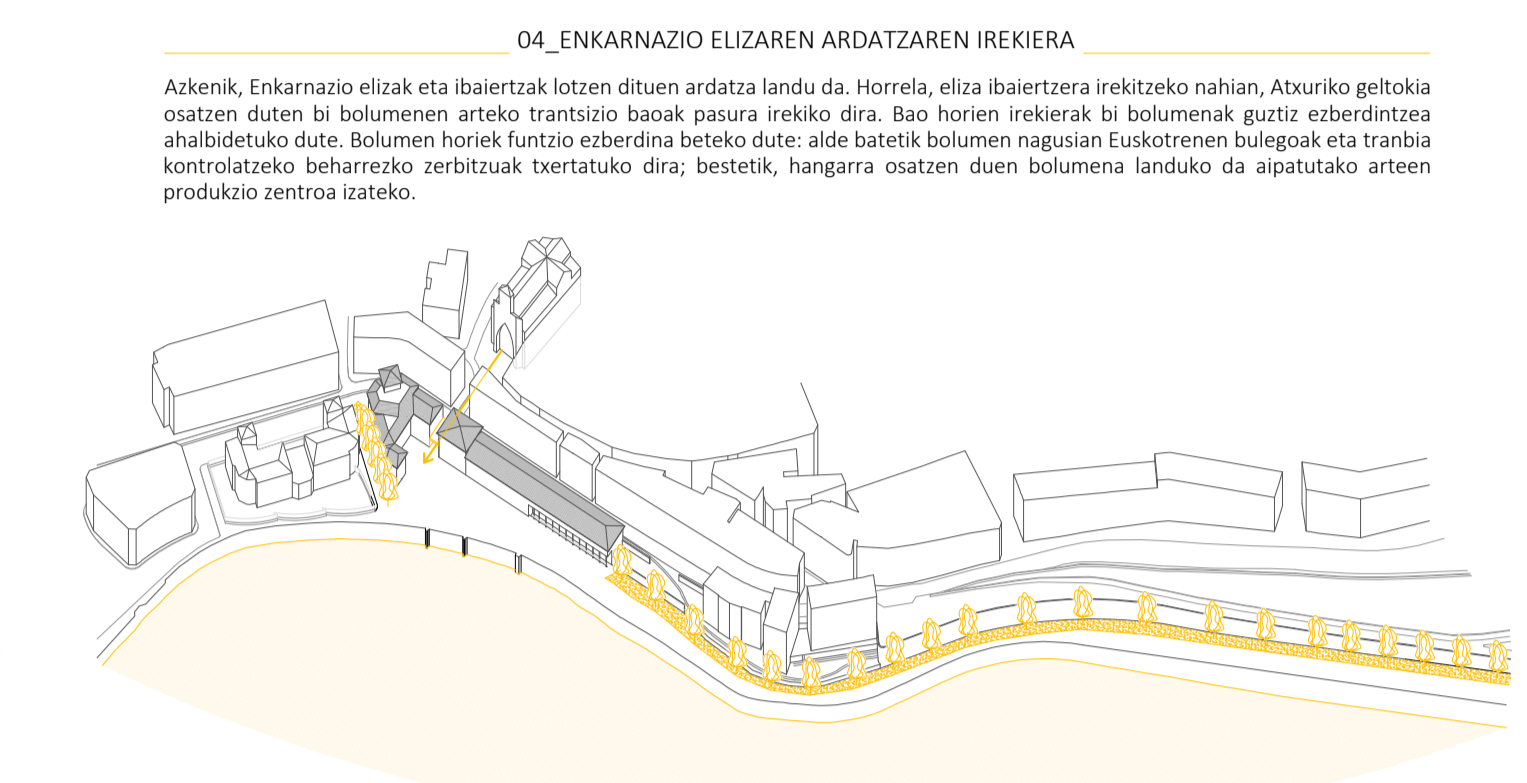 04_ENKARNAZIO ELIZAREN ARDATZAREN IREKIERA
Azkenik, Enkarnazio elizak eta ibaiertzak lotzen dituen ardatza landu da. Horrela, eliza ibaiertzera irekitzeko nahian, Atxuriko geltokia
osatzen duten bi bolumenen arteko trantsizio baoak pasura irekiko dira. Bao horien irekierak bi bolumenak guztiz ezberdintzea
ahalbidetuko dute. Bolumen horiek funtzio ezberdina beteko dute: alde batetik bolumen nagusian Euskotrenen bulegoak eta tranbia
kontrolatzeko beharrezko zerbitzuak txertatuko dira; bestetik, hangarra osatzen duen bolumena landuko da aipatutako arteen
produkzio zentroa izateko.